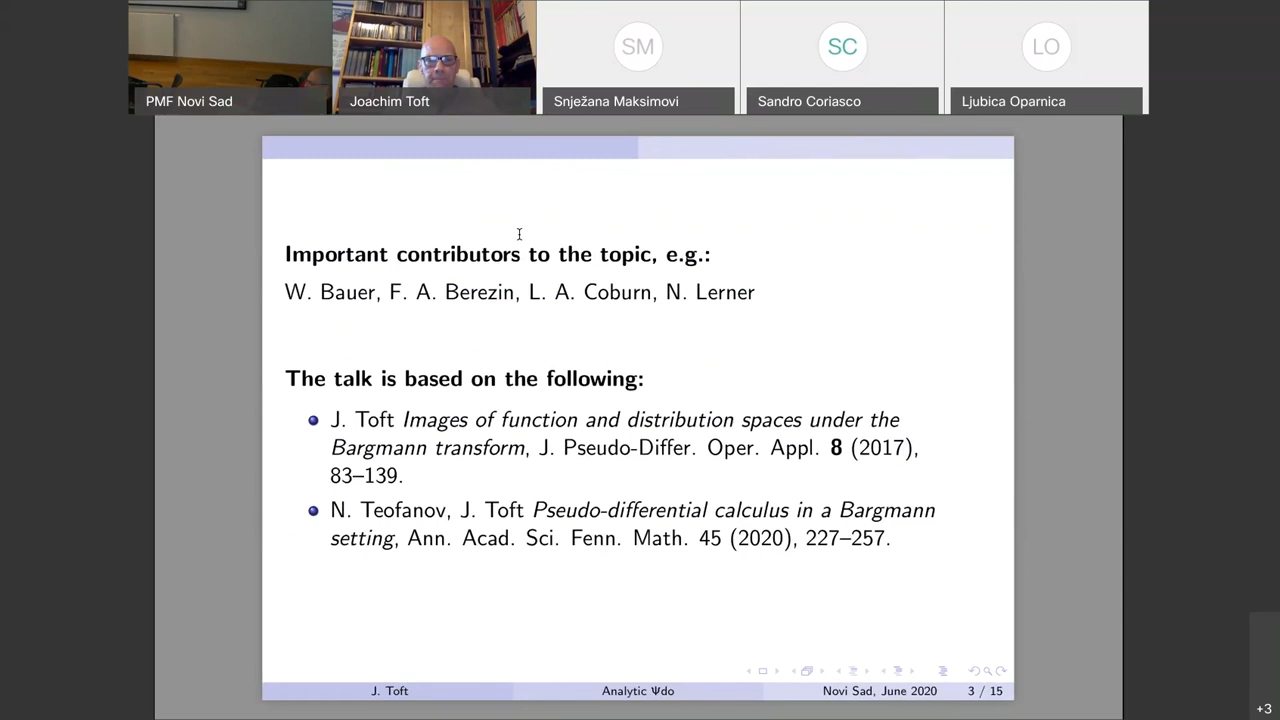 SM
SC
LO
PMF Novi Sad
Joachim Toft
Snježana Maksimovi
Sandro Coriasco
Ljubica Oparnica
Important contributors to the topic, e.g.:
W. Bauer, F. A. Berezin, L. A. Coburn, N. Lerner
The talk is based on the following:
J. Toft Images of function and distribution spaces under the
Bargmann transform, J. Pseudo-Differ. Oper. Appl. 8 (2017),
83–139.
N. Teofanov, J. Toft Pseudo-differential calculus in a Bargmann
setting, Ann. Acad. Sci. Fenn. Math. 45 (2020), 227–257.
J. Toft
Analytic Ψdo
Novi Sad, June 2020
3 / 15
+3